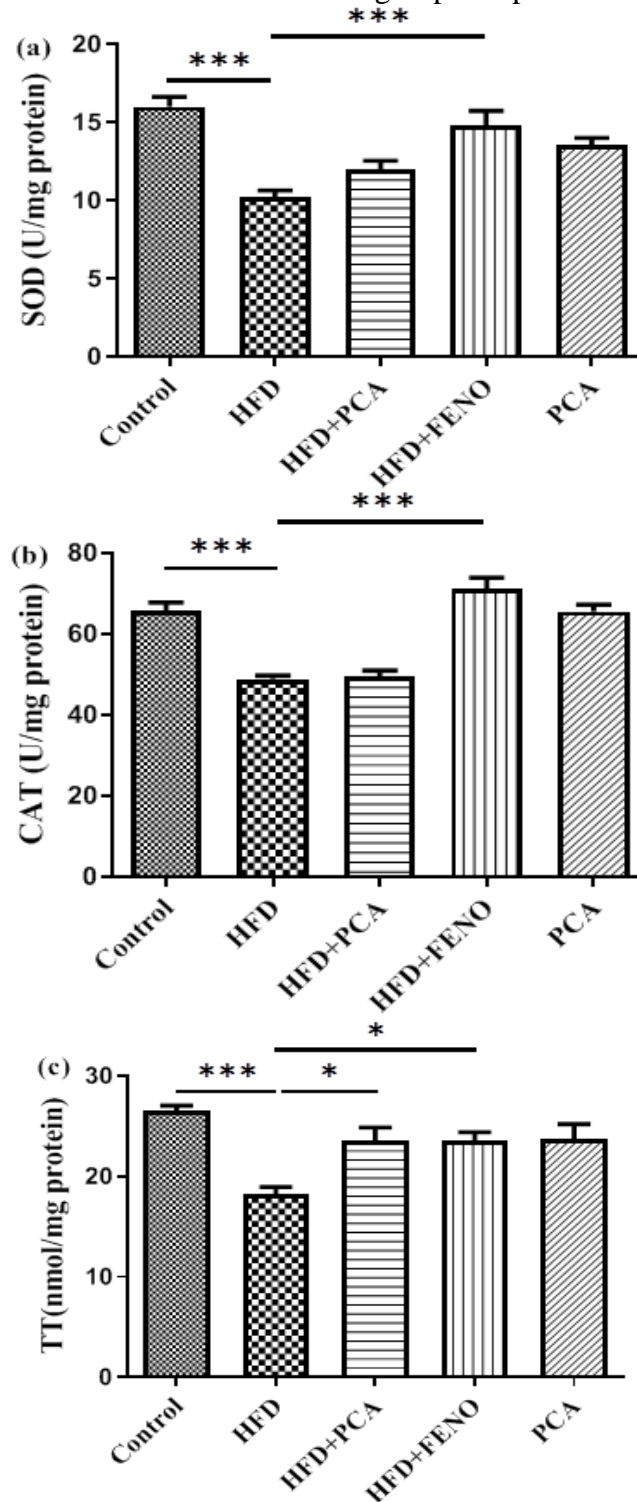 (a)
***
***
SOD (U/mg protein)
20
15
10
5
0
Control
HFD
HFD+PCA
HFD+FENO
PCA
(b)
***
***
CAT (U/mg protein)
80
60
40
20
0
Control
HFD
HFD+PCA
HFD+FENO
PCA
(c)
*
***
*
TT(nmol/mg protein)
30
20
10
0
Control
HFD
HFD+PCA
HFD+FENO
PCA